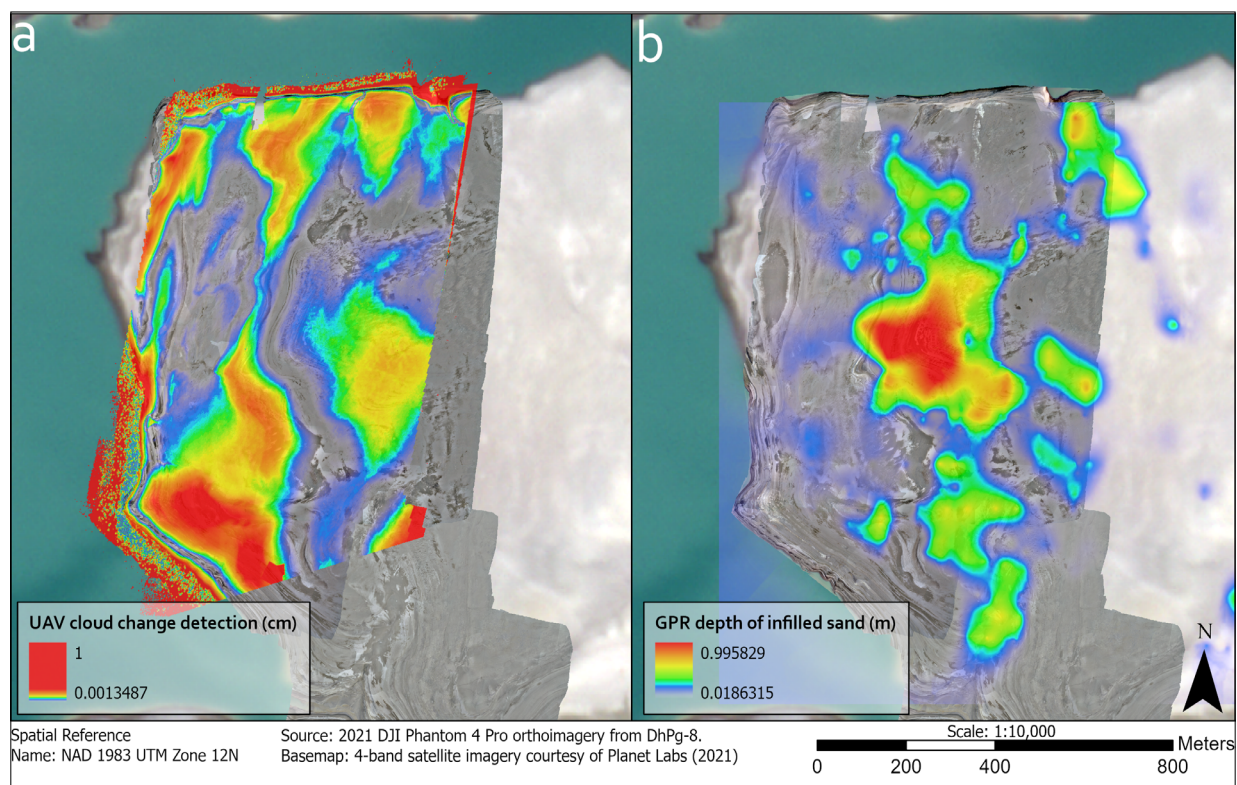 a
b
UAV cloud change detection (cm)
1
0.0013487
GPR depth of infilled sand (m)
0.995829
0.0186315
N
Spatial Reference
Name: NAD 1983 UTM Zone 12N
Source: 2021 DJI Phantom 4 Pro orthoimagery from DhPg-8.
Basemap: 4-band satellite imagery courtesy of Planet Labs (2021)
Scale: 1:10,000
Meters
0 200 400 800